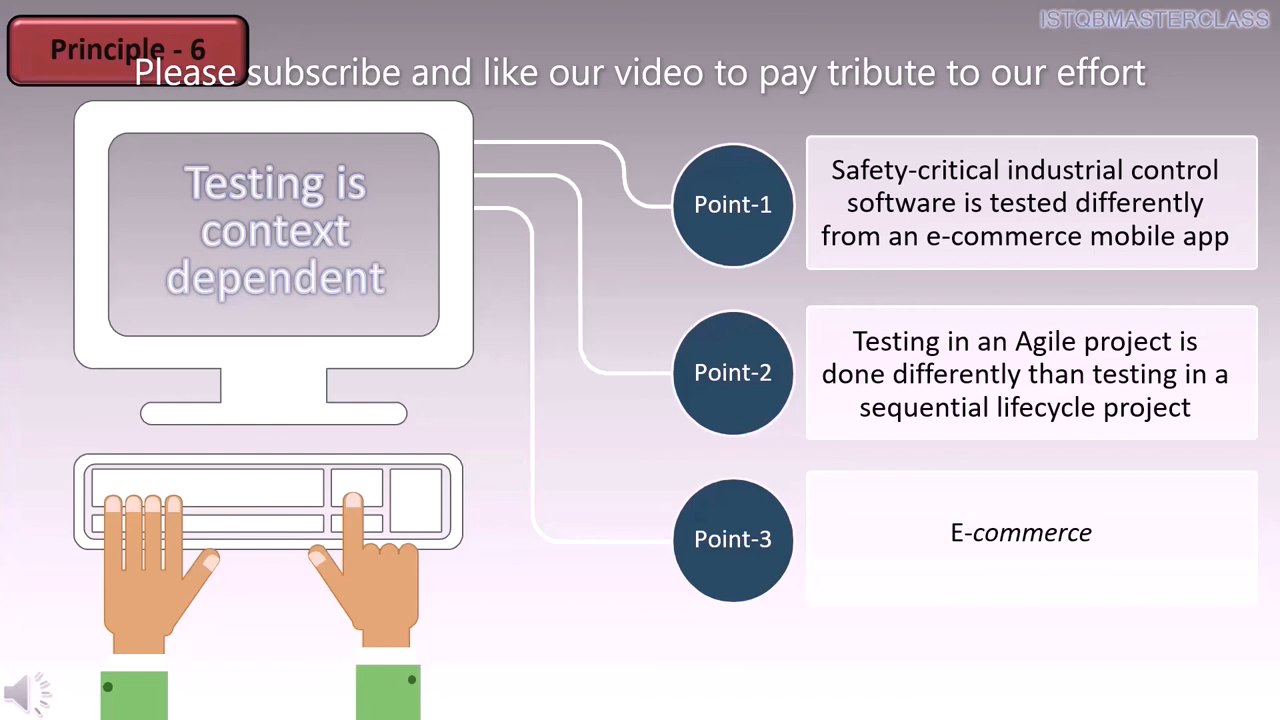 ISTQBMASTERCLASS
Principle - 6
Please subscribe and like our video to pay tribute to our effort
Testing is
context
dependent
Point-1
Safety-critical industrial control
software is tested differently
from an e-commerce mobile app
Point-2
Testing in an Agile project is
done differently than testing in a
sequential lifecycle project
Point-3
E-commerce